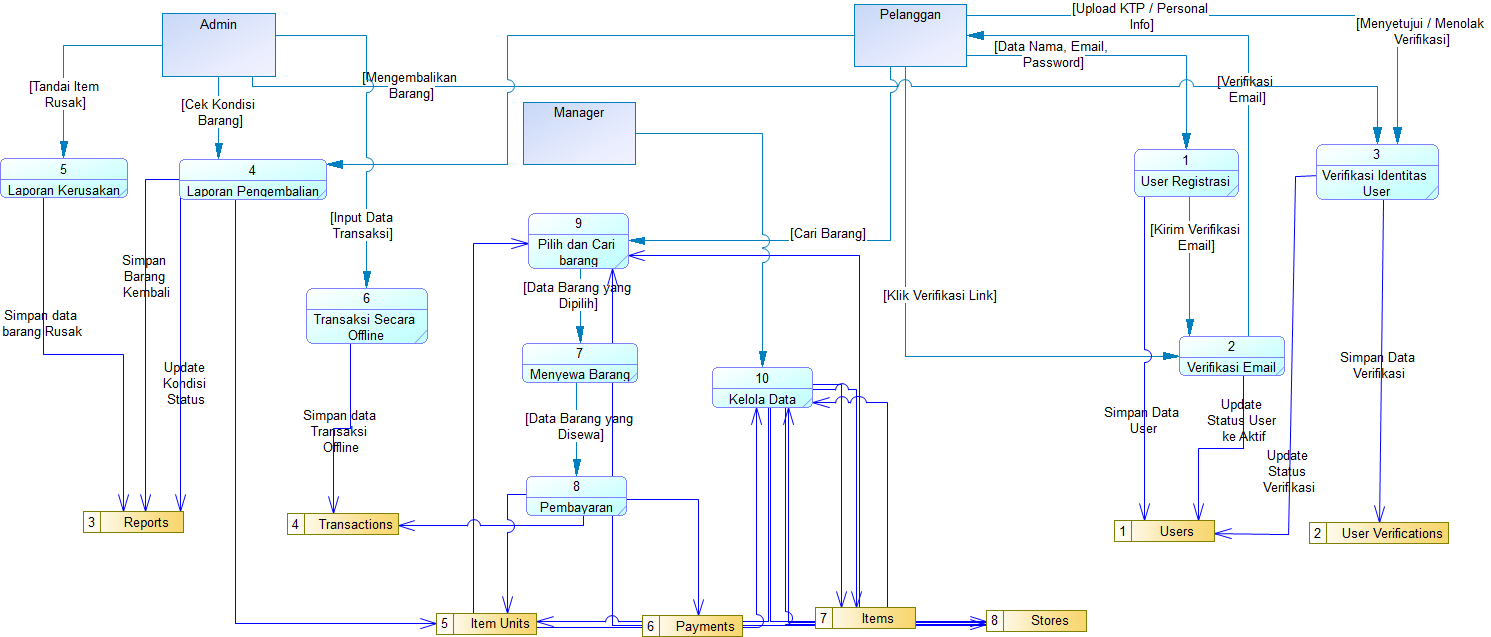 Admin
Pelanggan
[Upload KTP / Personal
Info]
[Menyetujui / Menolak
Verifikasi]
[Data Nama, Email,
Password]
[Tandai Item
Rusak]
[Cek Kondisi
Barang]
[Mengembalikan
Barang]
[Verifikasi
Email]
Manager
5
Laporan Kerusakan
4
Laporan Pengembalian
1
User Registrasi
3
Verifikasi Identitas
User
[Input Data
Transaksi]
9
Pilih dan Cari
barang
[Cari Barang]
[Kirim Verifikasi
Email]
Simpan
Barang
Kembali
Simpan data
barang Rusak
6
Transaksi Secara
Offline
[Data Barang yang
Dipilih]
[Klik Verifikasi Link]
7
Menyewa Barang
2
Verifikasi Email
Update
Kondisi
Status
10
Kelola Data
Simpan Data
Verifikasi
Simpan data
Transaksi
Offline
[Data Barang yang
Disewa]
Simpan Data
User
Update
Status User
ke Aktif
Update
Status
Verifikasi
8
Pembayaran
3 Reports
4 Transactions
1 Users
2 User Verifications
5 Item Units
6 Payments
7 Items
8 Stores